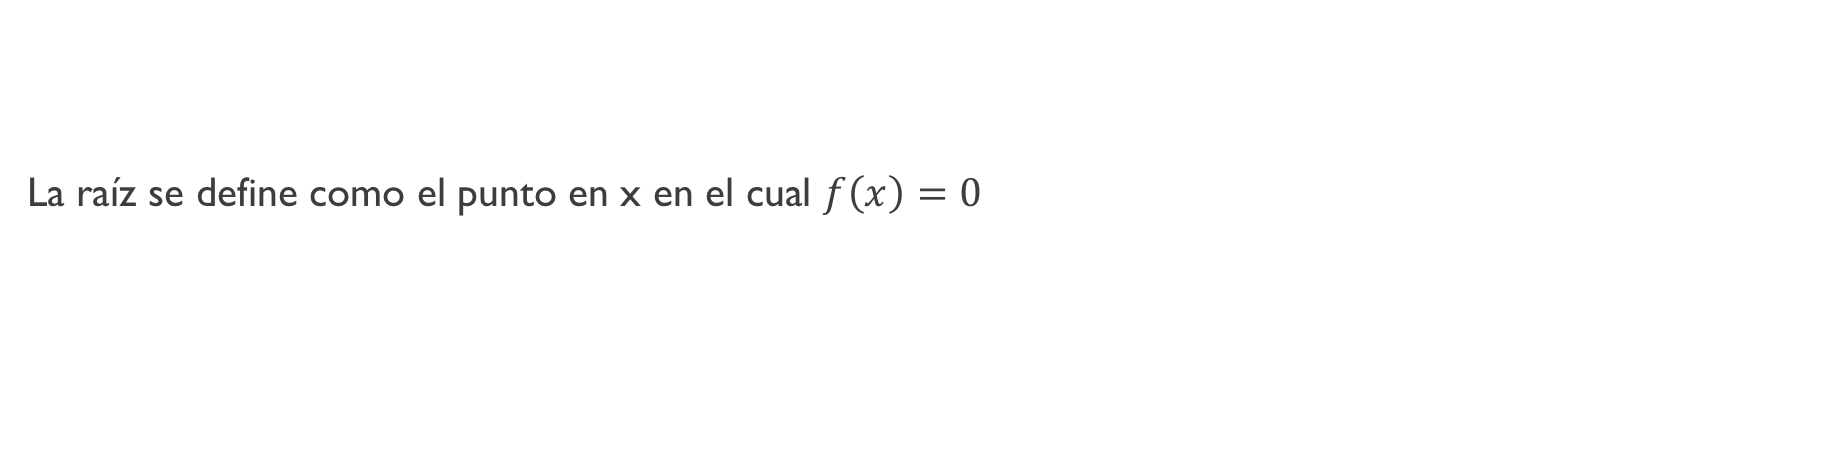 La raíz se define como el punto en x en el cual 𝑓(𝑥) = 0